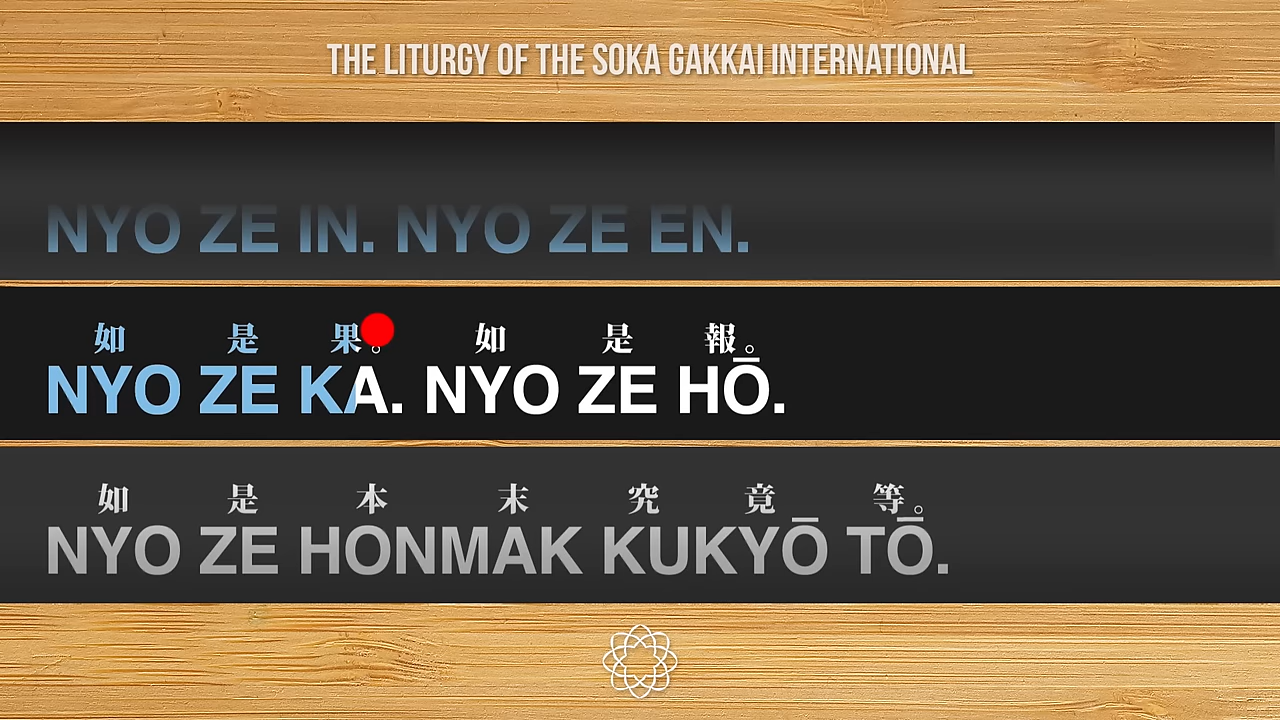 THE LITURGY OF THE SOKA GAKKAI INTERNATIONAL
NYO ZE IN. NYO ZE EN.
如 是 果。 如 是 報。
NYO ZE KA. NYO ZE HŌ.
如 是 本 末 究 竟 等。
NYO ZE HONMAK KUKYŌ TŌ.